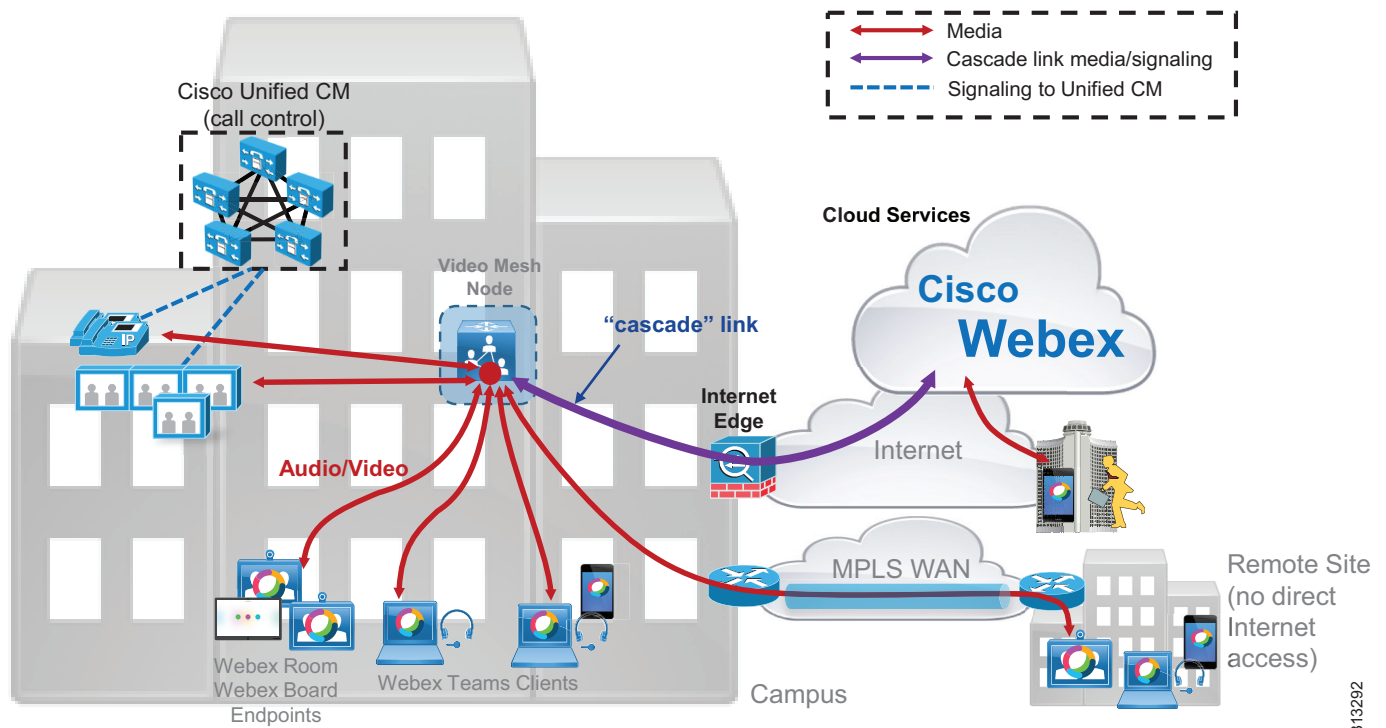 Media
Cascade link media/signaling
Signaling to Unified CM
Cisco Unified CM
(call control)
Cloud Services
Video Mesh
Node
"cascade" link
Cisco
Webex
IP
Internet
Edge
Internet
Audio/Video
MPLS WAN
Remote Site
(no direct
Internet
access)
Webex Room
Webex Board
Endpoints
Webex Teams Clients
Campus